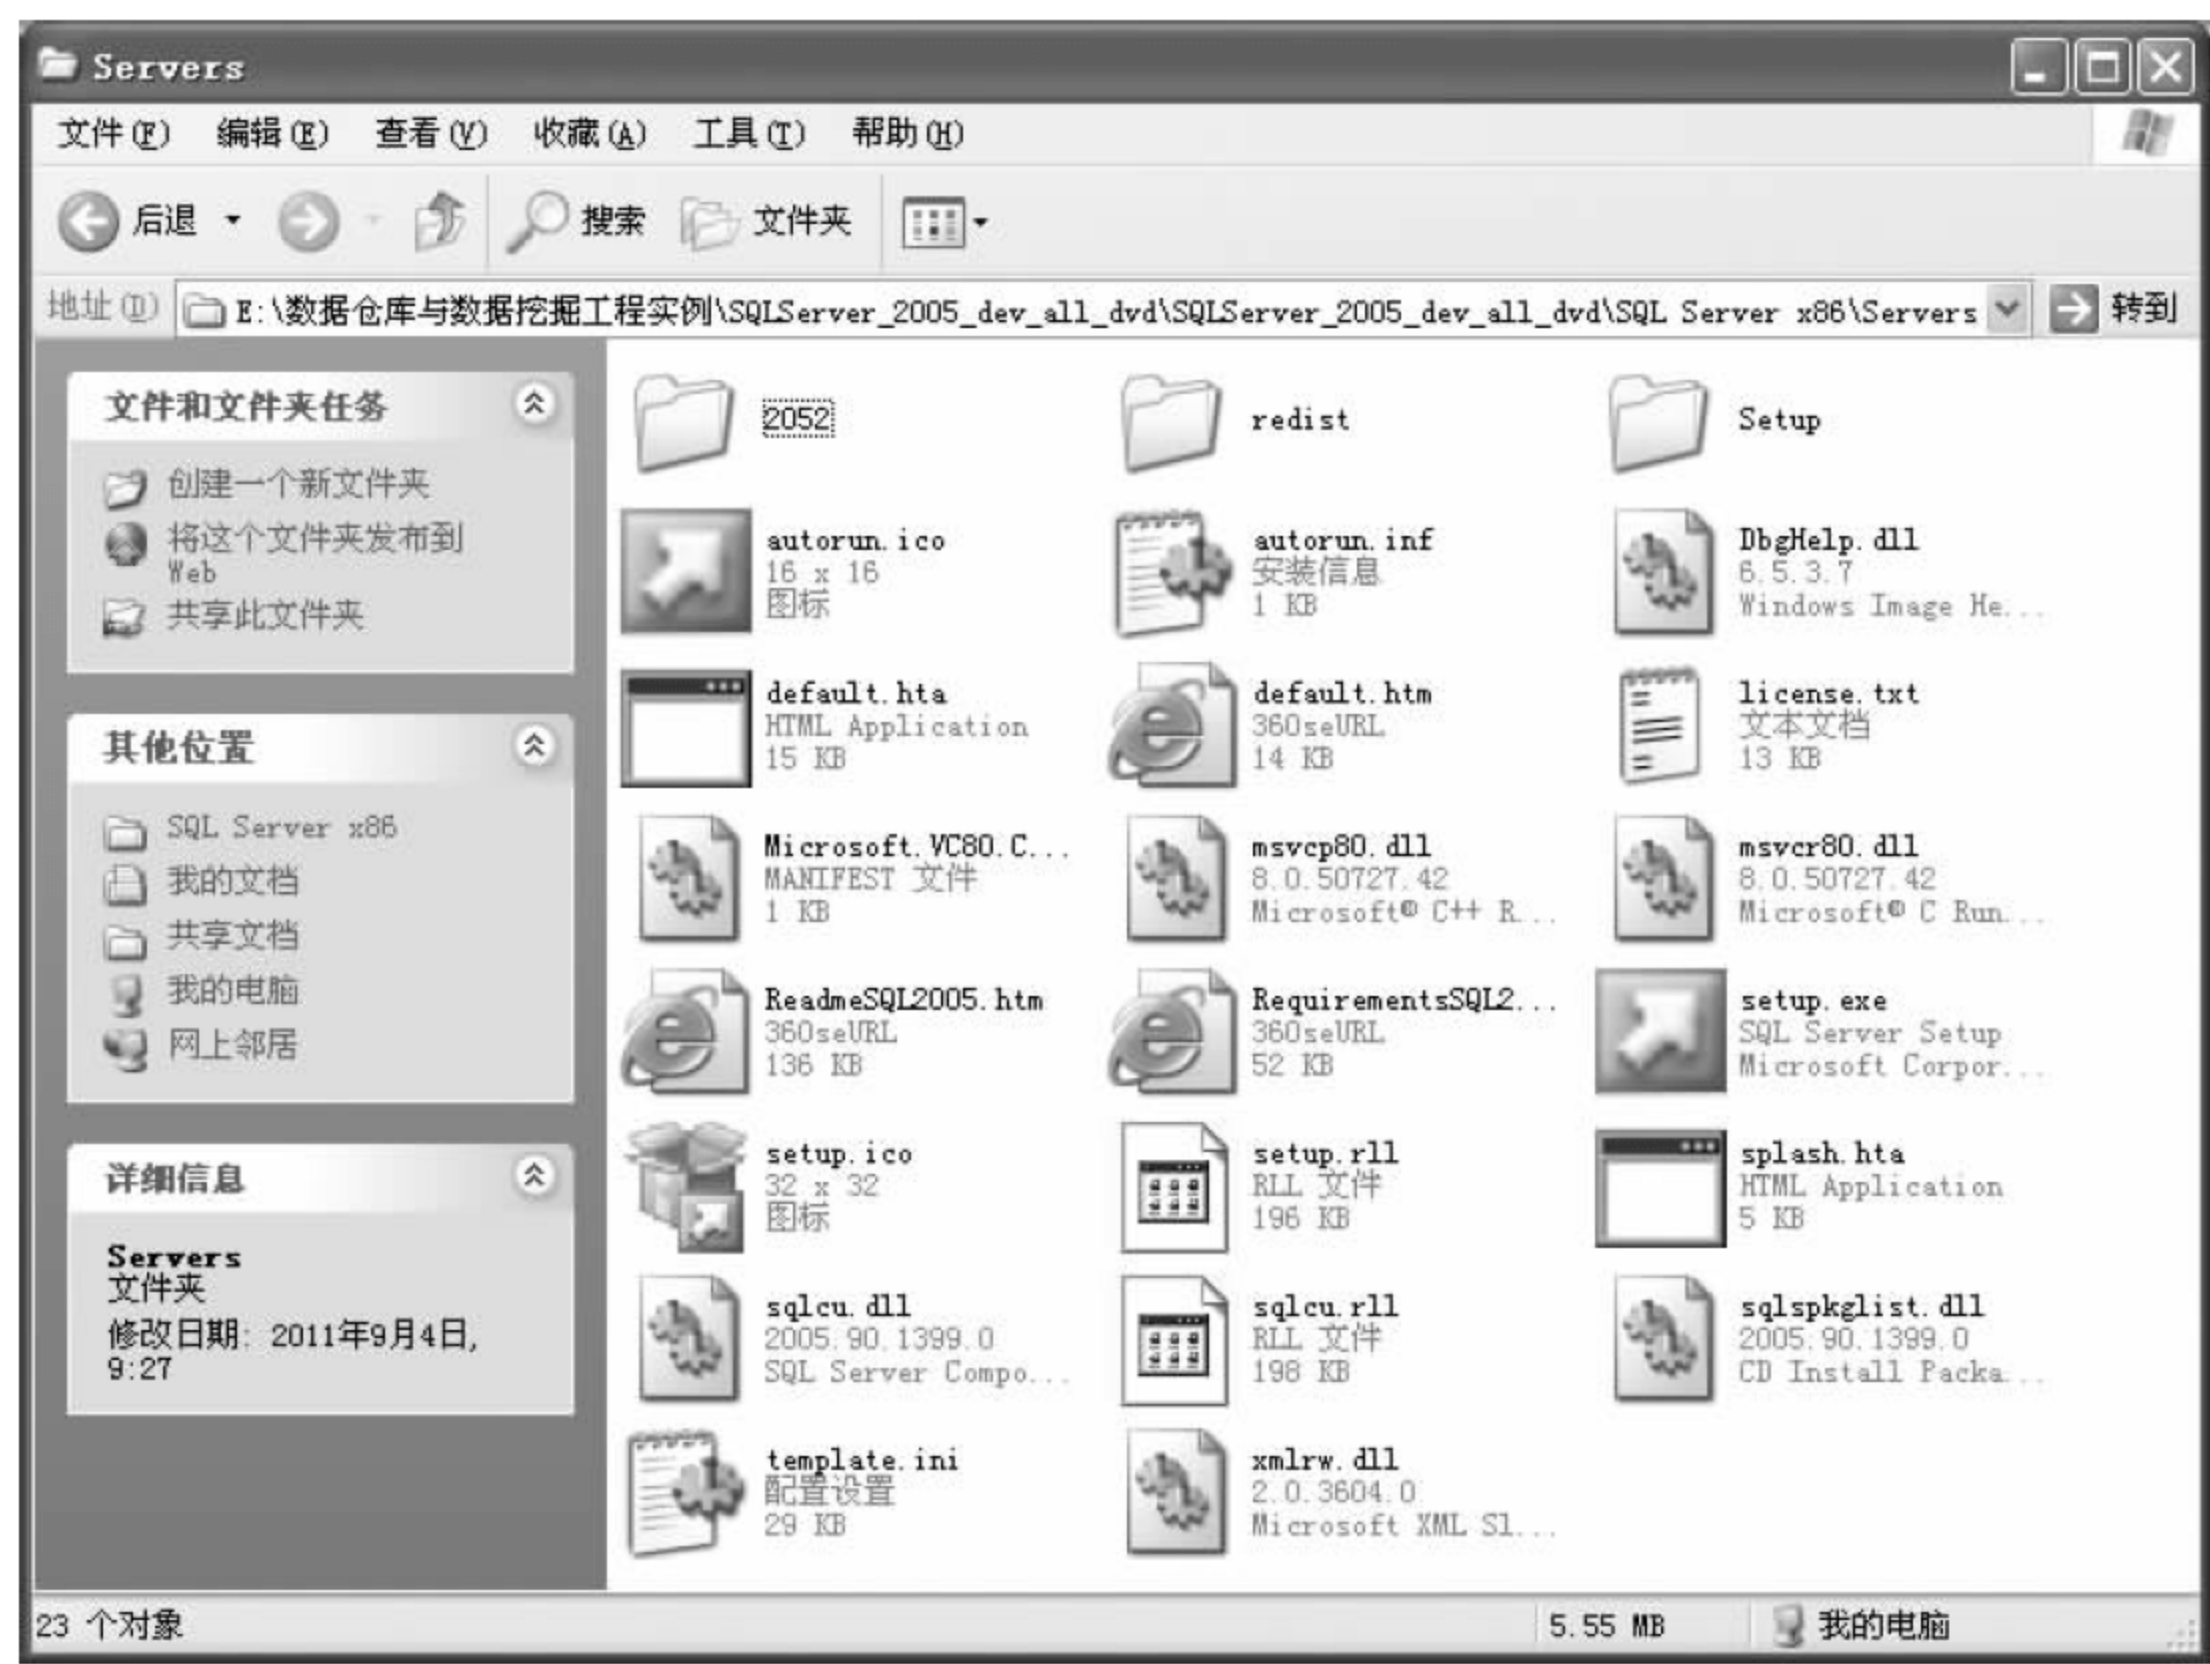 Servers
文件(F) 编辑(E) 查看(V) 收藏(A) 工具(T) 帮助(H)
后退 搜索 文件夹
地址(D) E:\数据仓库与数据挖掘工程实例\SQLServer_2005_dev_all_dvd\SQLServer_2005_dev_all_dvd\SQL Server x86\Servers 转到
文件和文件夹任务
创建一个新文件夹
将这个文件夹发布到
Web
共享此文件夹
其他位置
SQL Server x86
我的文档
共享文档
我的电脑
网上邻居
详细信息
Servers
文件夹
修改日期: 2011年9月4日,
9:27
2052
redist
Setup
autorun.ico
16 x 16
图标
autorun.inf
安装信息
1 KB
DbgHelp.dll
6.5.3.7
Windows Image He...
default.hta
HTML Application
15 KB
default.htm
360seURL
14 KB
license.txt
文本文档
13 KB
Microsoft.VC80.C...
MANIFEST 文件
1 KB
msvcp80.dll
8.0.50727.42
Microsoft® C++ R...
msvcr80.dll
8.0.50727.42
Microsoft® C Run...
ReadmeSQL2005.htm
360seURL
136 KB
RequirementsSQL2...
360seURL
52 KB
setup.exe
SQL Server Setup
Microsoft Corpor...
setup.ico
32 x 32
图标
setup.rll
RLL 文件
196 KB
splash.hta
HTML Application
5 KB
sqlcu.dll
2005.90.1399.0
SQL Server Compo...
sqlcu.rll
RLL 文件
198 KB
sqlspkglist.dll
2005.90.1399.0
CD Install Packa...
template.ini
配置设置
29 KB
xmlrw.dll
2.0.3604.0
Microsoft XML Sl...
23 个对象 5.55 MB 我的电脑